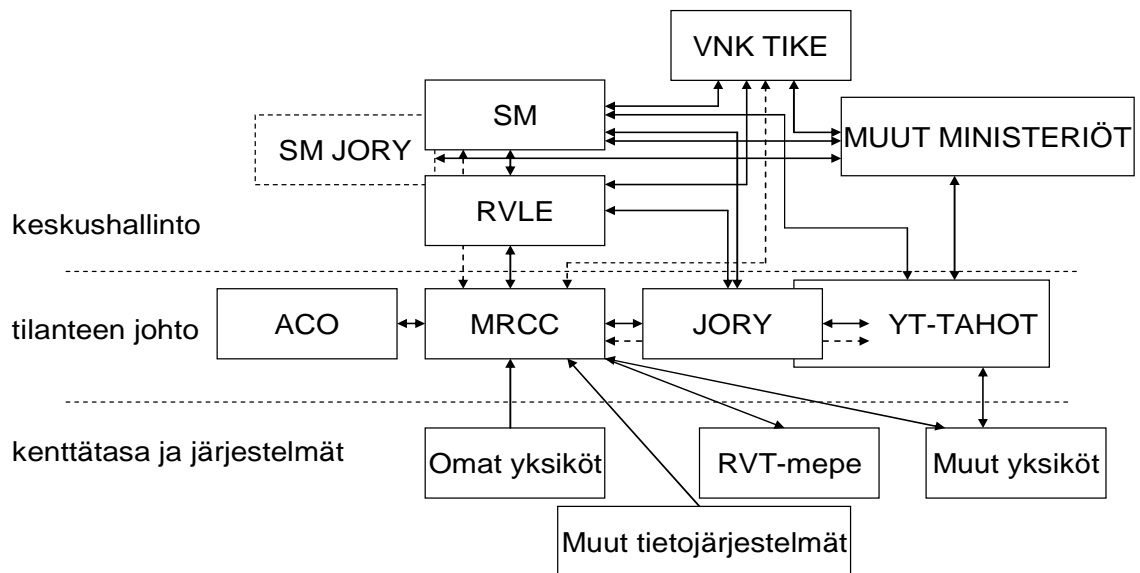 VNK TIKE
SM
MUUT MINISTERIÖT
SM JORY
RVLE
keskushallinto
ACO
MRCC
JORY
YT-TAHOT
tilanteen johto
kenttätasa ja järjestelmät
Omat yksiköt
RVT-mepe
Muut yksiköt
Muut tietojärjestelmät